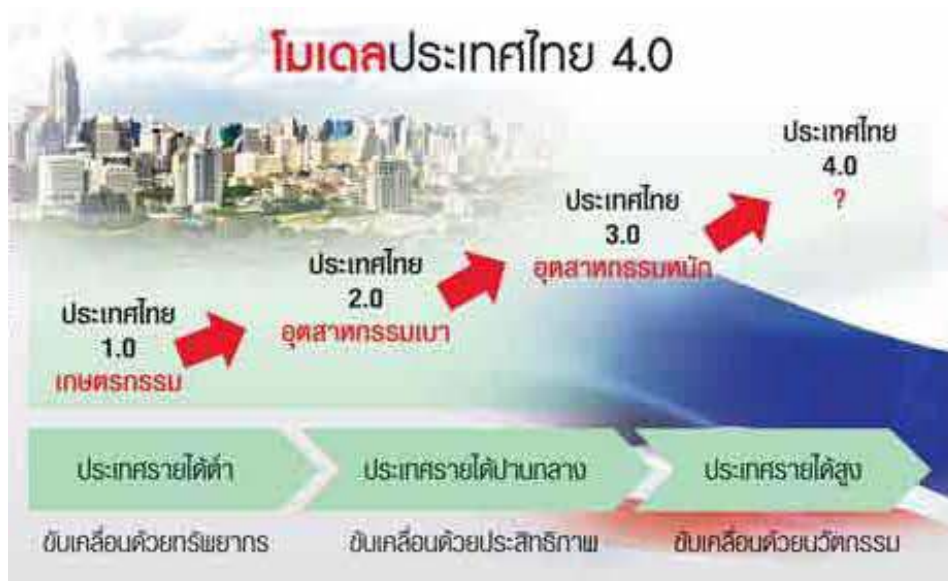 โมเดลประเทศไทย 4.0
ประเทศไทย
4.0
?
ประเทศไทย
3.0
อุตสาหกรรมหนัก
ประเทศไทย
2.0
อุตสาหกรรมเบา
ประเทศไทย
1.0
เกษตรกรรม
ประเทศรายได้ต่ำ
ประเทศรายได้ปานกลาง
ประเทศรายได้สูง
ขับเคลื่อนด้วยทรัพยากร
ขับเคลื่อนด้วยประสิทธิภาพ
ขับเคลื่อนด้วยนวัตกรรม